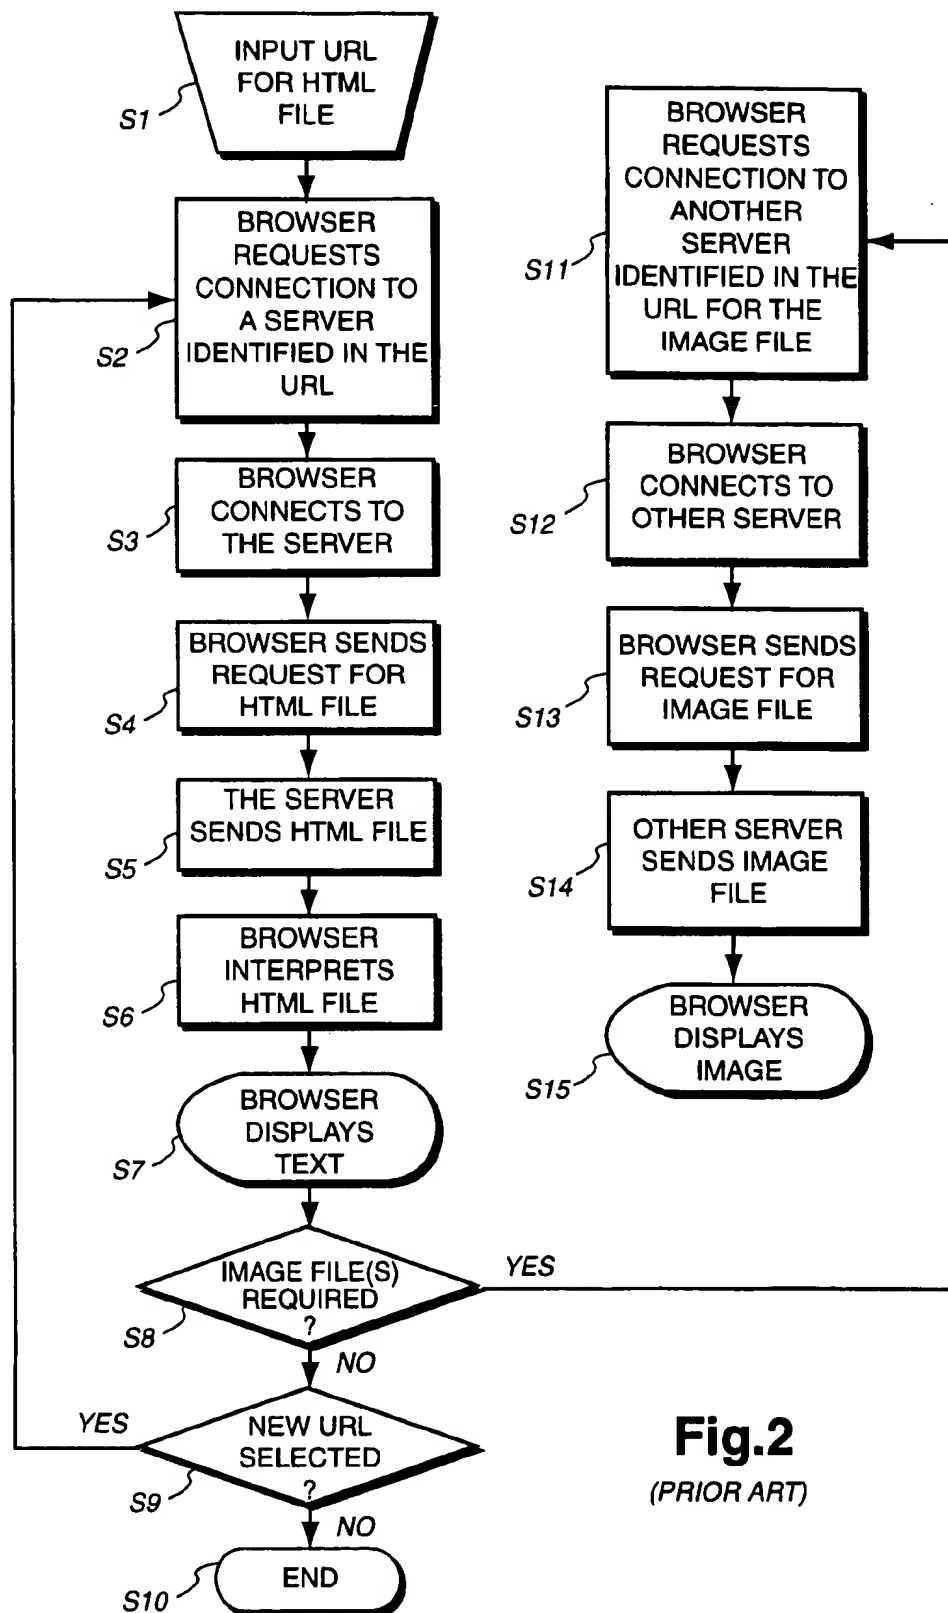 INPUT URL
FOR HTML
FILE
S1
BROWSER
REQUESTS
CONNECTION TO
A SERVER
IDENTIFIED IN THE
URL
S2
BROWSER
CONNECTS TO
THE SERVER
S3
BROWSER SENDS
REQUEST FOR
HTML FILE
S4
THE SERVER
SENDS HTML FILE
S5
BROWSER
INTERPRETS
HTML FILE
S6
BROWSER
DISPLAYS
TEXT
S7
IMAGE FILE(S)
REQUIRED
?
S8
YES
NO
NEW URL
SELECTED
?
S9
YES
NO
END
S10
BROWSER
REQUESTS
CONNECTION TO
ANOTHER
SERVER
IDENTIFIED IN THE
URL FOR THE
IMAGE FILE
S11
BROWSER
CONNECTS TO
OTHER SERVER
S12
BROWSER SENDS
REQUEST FOR
IMAGE FILE
S13
OTHER SERVER
SENDS IMAGE
FILE
S14
BROWSER
DISPLAYS
IMAGE
S15
Fig.2
(PRIOR ART)